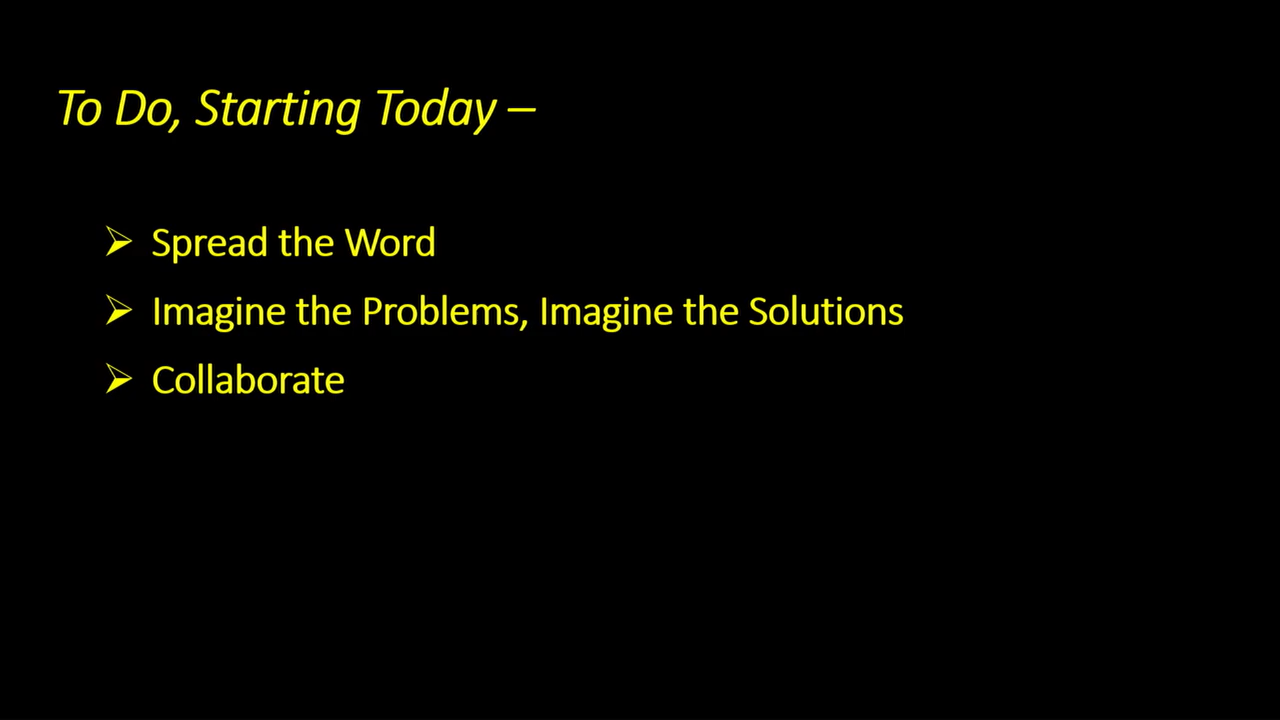 To Do, Starting Today –
➢ Spread the Word
➢ Imagine the Problems, Imagine the Solutions
➢ Collaborate